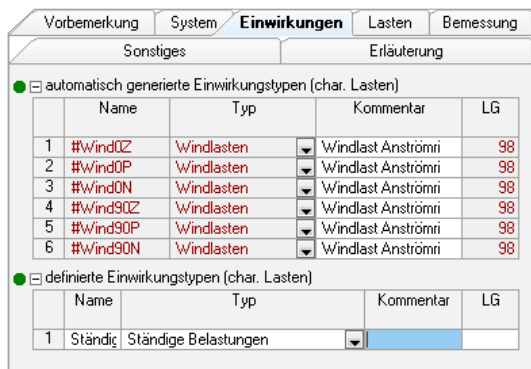 Vorbemerkung System Einwirkungen Lasten Bemessung
Sonstiges Erläuterung
automatisch generierte Einwirkungstypen (char. Lasten)
Name Typ Kommentar LG
1 #Wind0Z Windlasten Windlast Anströmri 98
2 #Wind0P Windlasten Windlast Anströmri 98
3 #Wind0N Windlasten Windlast Anströmri 98
4 #Wind90Z Windlasten Windlast Anströmri 98
5 #Wind90P Windlasten Windlast Anströmri 98
6 #Wind90N Windlasten Windlast Anströmri 98
definierte Einwirkungstypen (char. Lasten)
Name Typ Kommentar LG
1 Ständig Ständige Belastungen